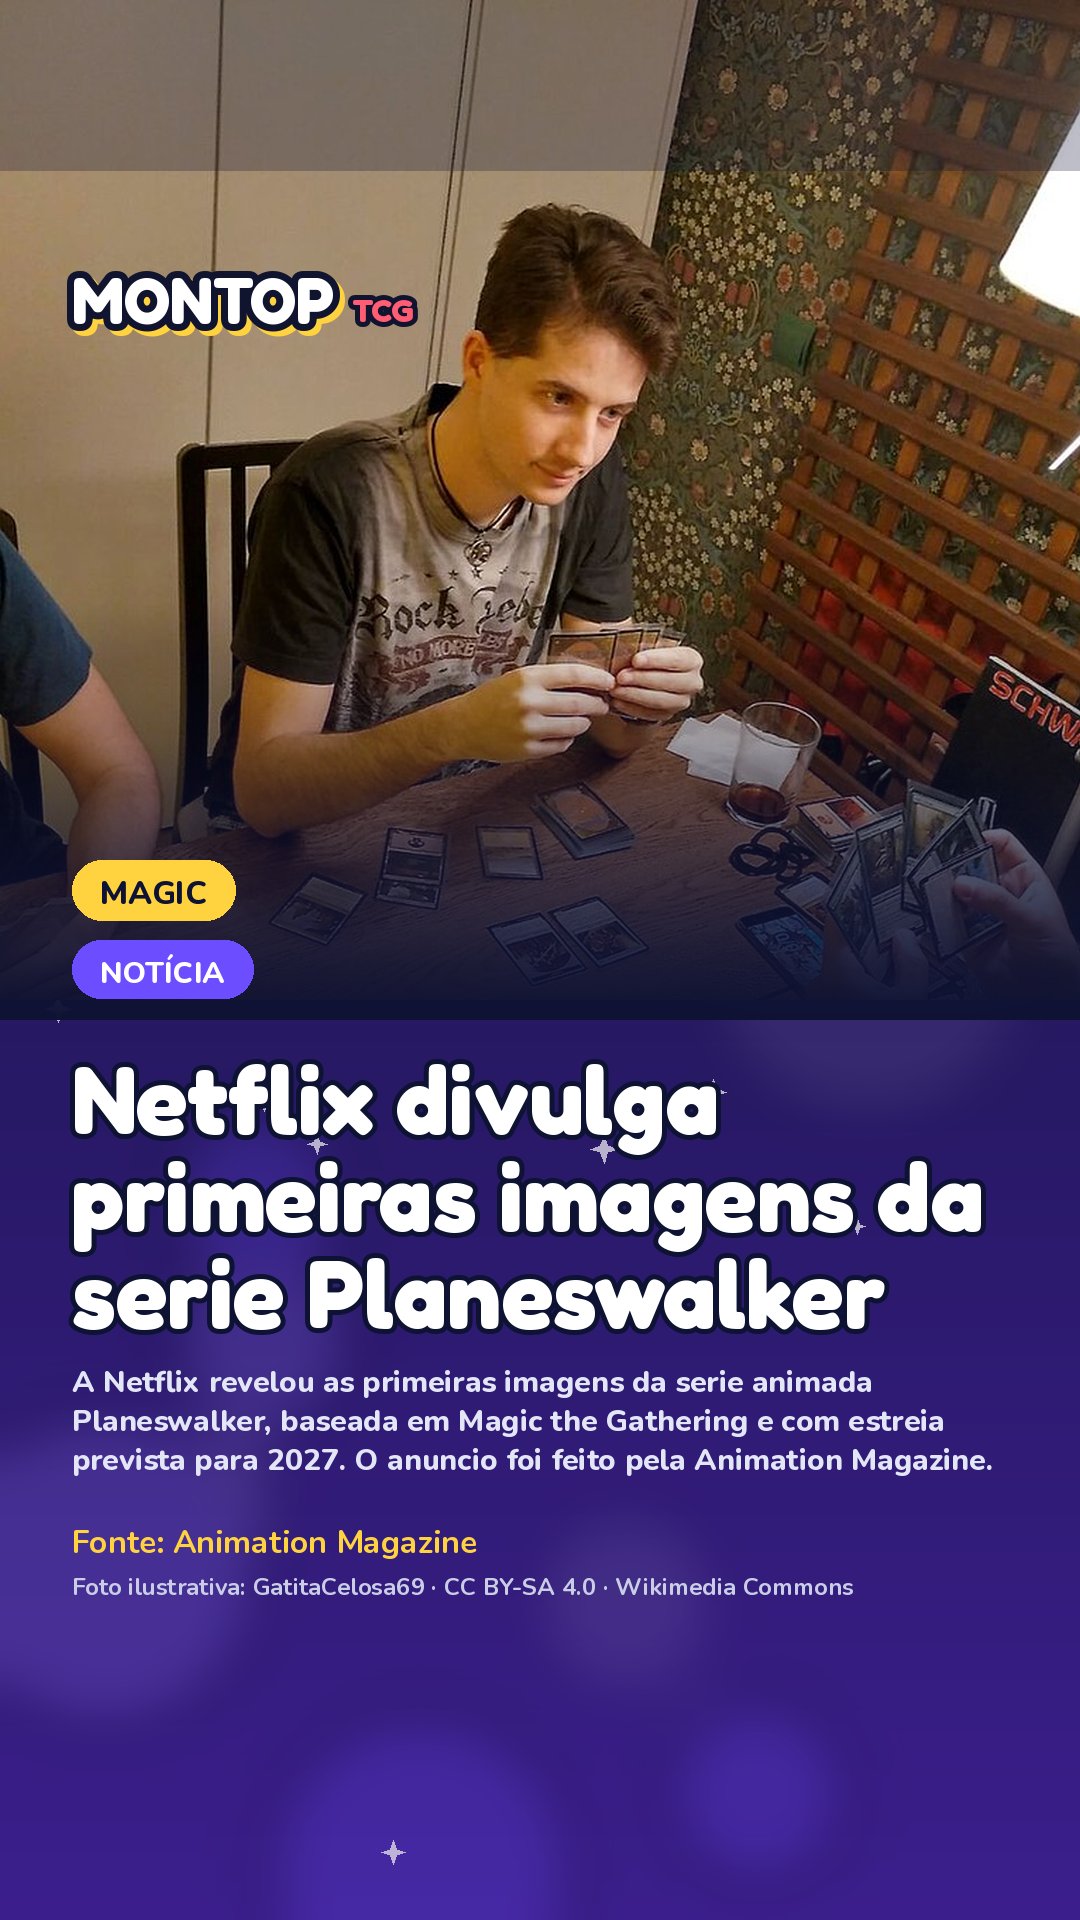 MONTOP TCG
Rock Rebel
NO MORE
SCHW
MAGIC
NOTÍCIA
Netflix divulga
primeiras imagens da
serie Planeswalker
A Netflix revelou as primeiras imagens da serie animada
Planeswalker, baseada em Magic the Gathering e com estreia
prevista para 2027. O anuncio foi feito pela Animation Magazine.
Fonte: Animation Magazine
Foto ilustrativa: GatitaCelosa69 · CC BY-SA 4.0 · Wikimedia Commons